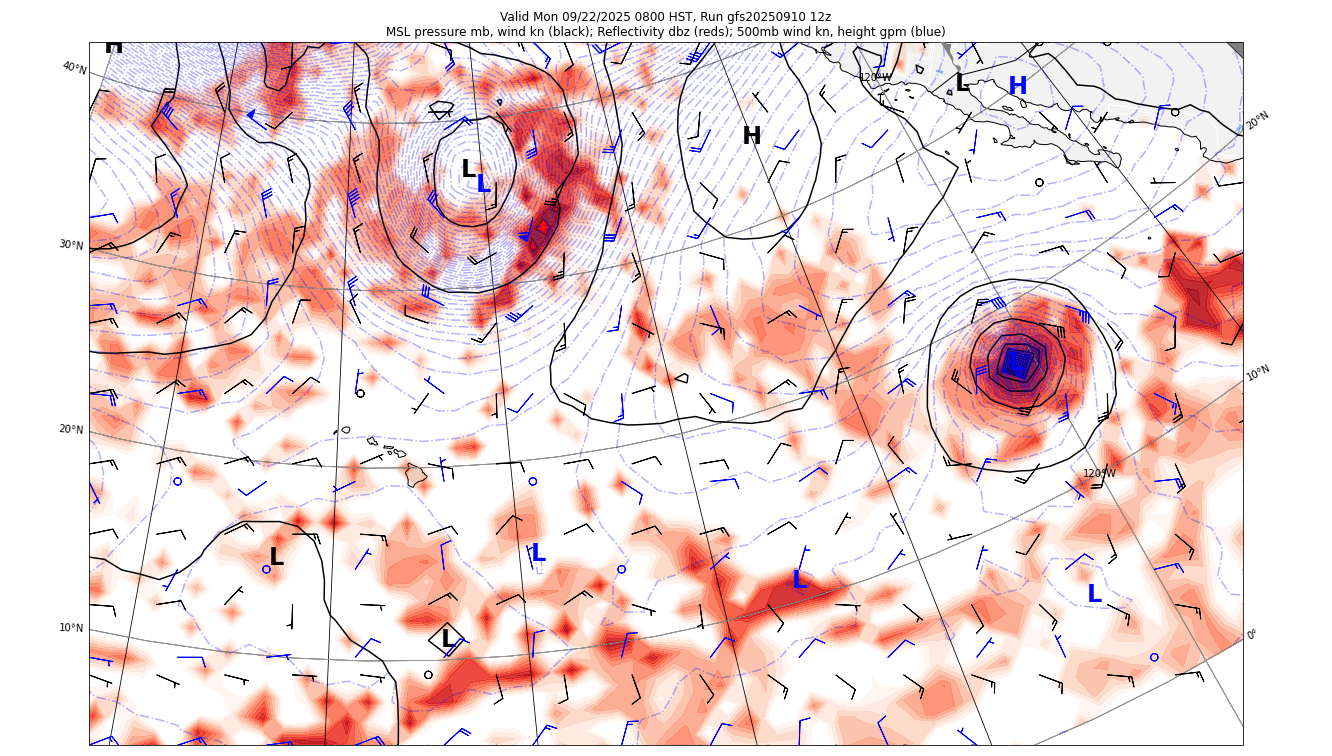 Valid Mon 09/22/2025 0800 HST, Run gfs20250910 12z
MSL pressure mb, wind kn (black); Reflectivity dbz (reds); 500mb wind kn, height gpm (blue)
H
40°N
120°W
L
H
20°N
H
L
L
30°N
10°N
20°N
120°W
L
L
L
L
10°N
L
0°